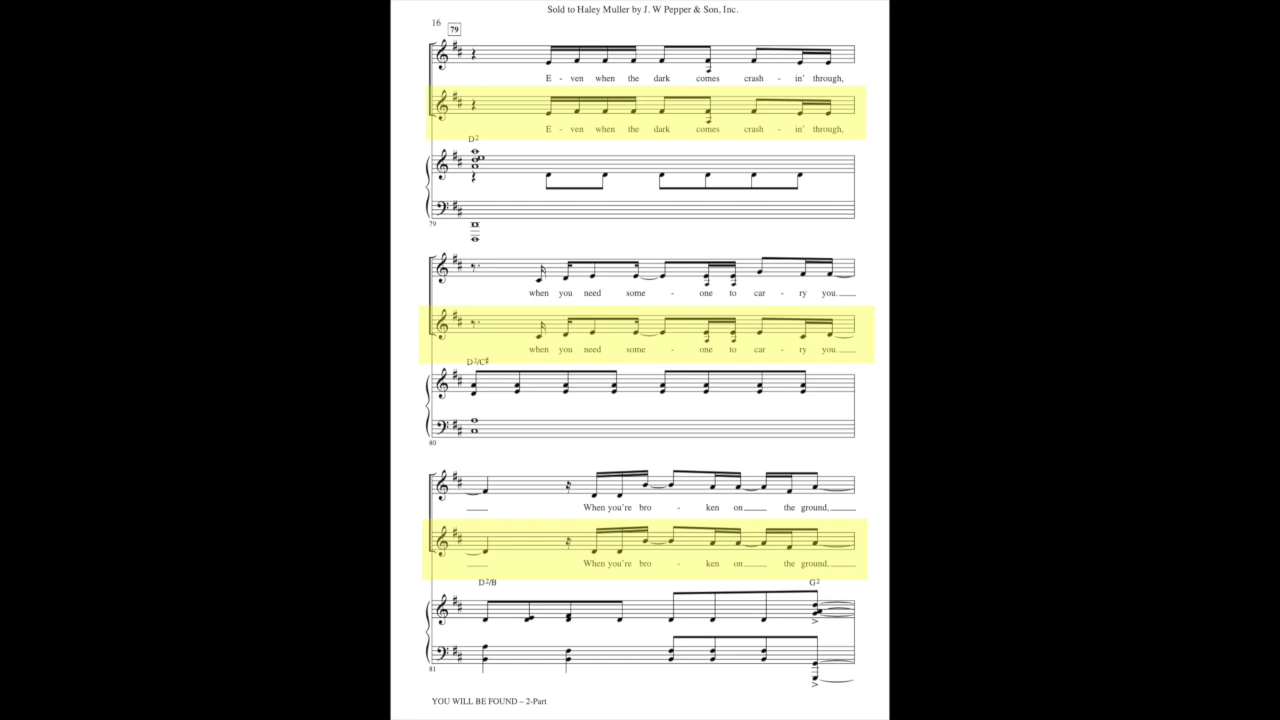 Sold to Haley Muller by J. W Pepper & Son, Inc.
16
79
E - ven when the dark comes crash - in' through,
E - ven when the dark comes crash - in' through,
D2
79
when you need some - one to car - ry you.
when you need some - one to car - ry you.
D2/C#
80
When you're bro - ken on the ground,
When you're bro - ken on the ground,
D2/B G2
81
YOU WILL BE FOUND – 2-Part